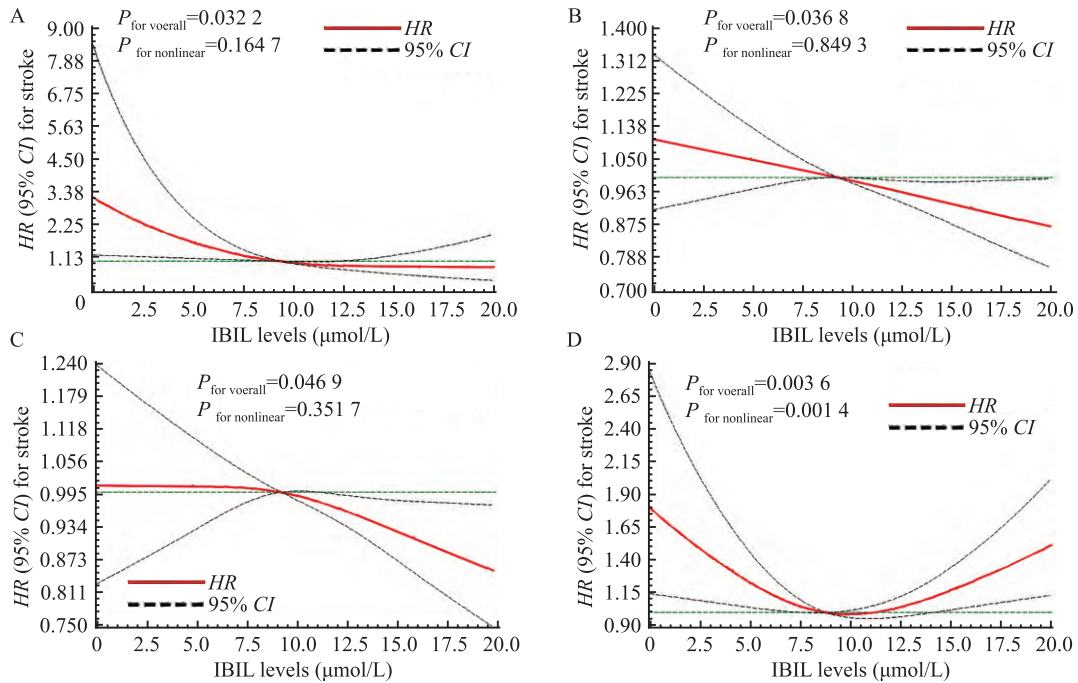 A
P for voerall=0.032 2
P for nonlinear=0.164 7
HR
95% CI
9.00
7.88
6.75
5.63
4.50
3.38
2.25
1.13
0
HR (95% CI) for stroke
2.5 5.0 7.5 10.0 12.5 15.0 17.5 20.0
IBIL levels (μmol/L)
B
P for voerall=0.036 8
P for nonlinear=0.849 3
HR
95% CI
1.400
1.312
1.225
1.138
1.050
0.963
0.875
0.788
0.700
HR (95% CI) for stroke
0 2.5 5.0 7.5 10.0 12.5 15.0 17.5 20.0
IBIL levels (μmol/L)
C
P for voerall=0.046 9
P for nonlinear=0.351 7
HR
95% CI
1.240
1.179
1.118
1.056
0.995
0.934
0.873
0.811
0.750
HR (95% CI) for stroke
0 2.5 5.0 7.5 10.0 12.5 15.0 17.5 20.0
IBIL levels (μmol/L)
D
P for voerall=0.003 6
P for nonlinear=0.001 4
HR
95% CI
2.90
2.65
2.40
2.15
1.90
1.65
1.40
1.15
0.90
HR (95% CI) for stroke
0.0 2.5 5.0 7.5 10.0 12.5 15.0 17.5 20.0
IBIL levels (μmol/L)